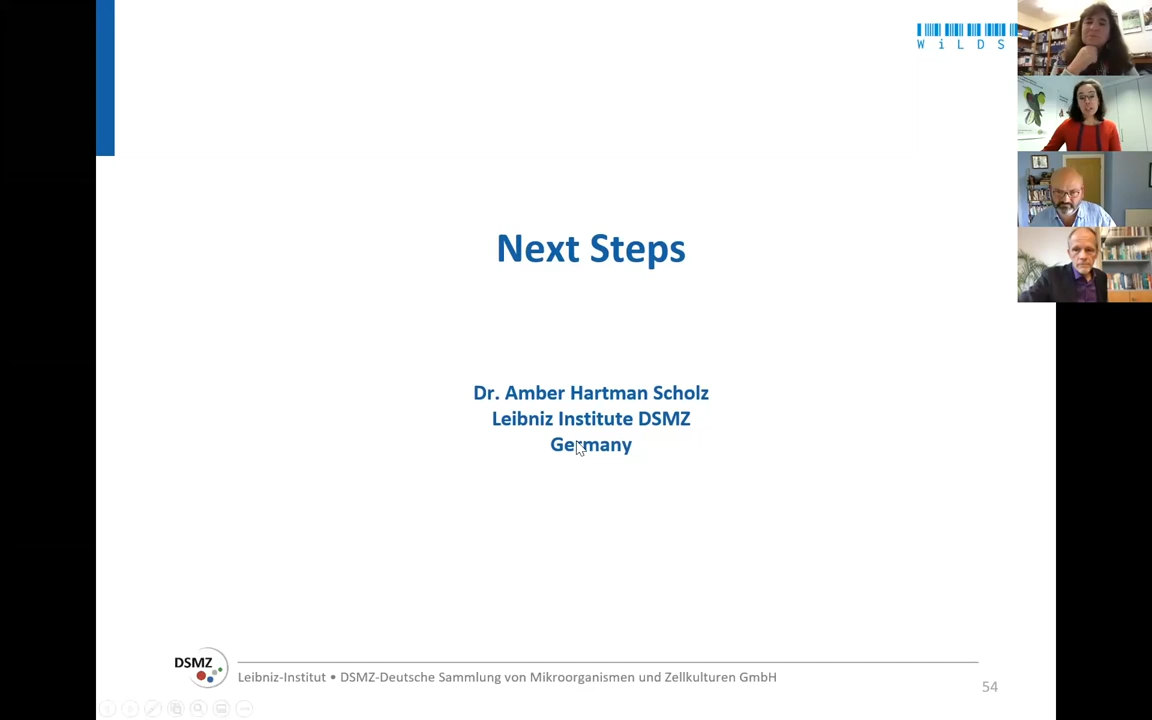 WiLDS
Next Steps
Dr. Amber Hartman Scholz
Leibniz Institute DSMZ
Germany
DSMZ
Leibniz-Institut • DSMZ-Deutsche Sammlung von Mikroorganismen und Zellkulturen GmbH
54